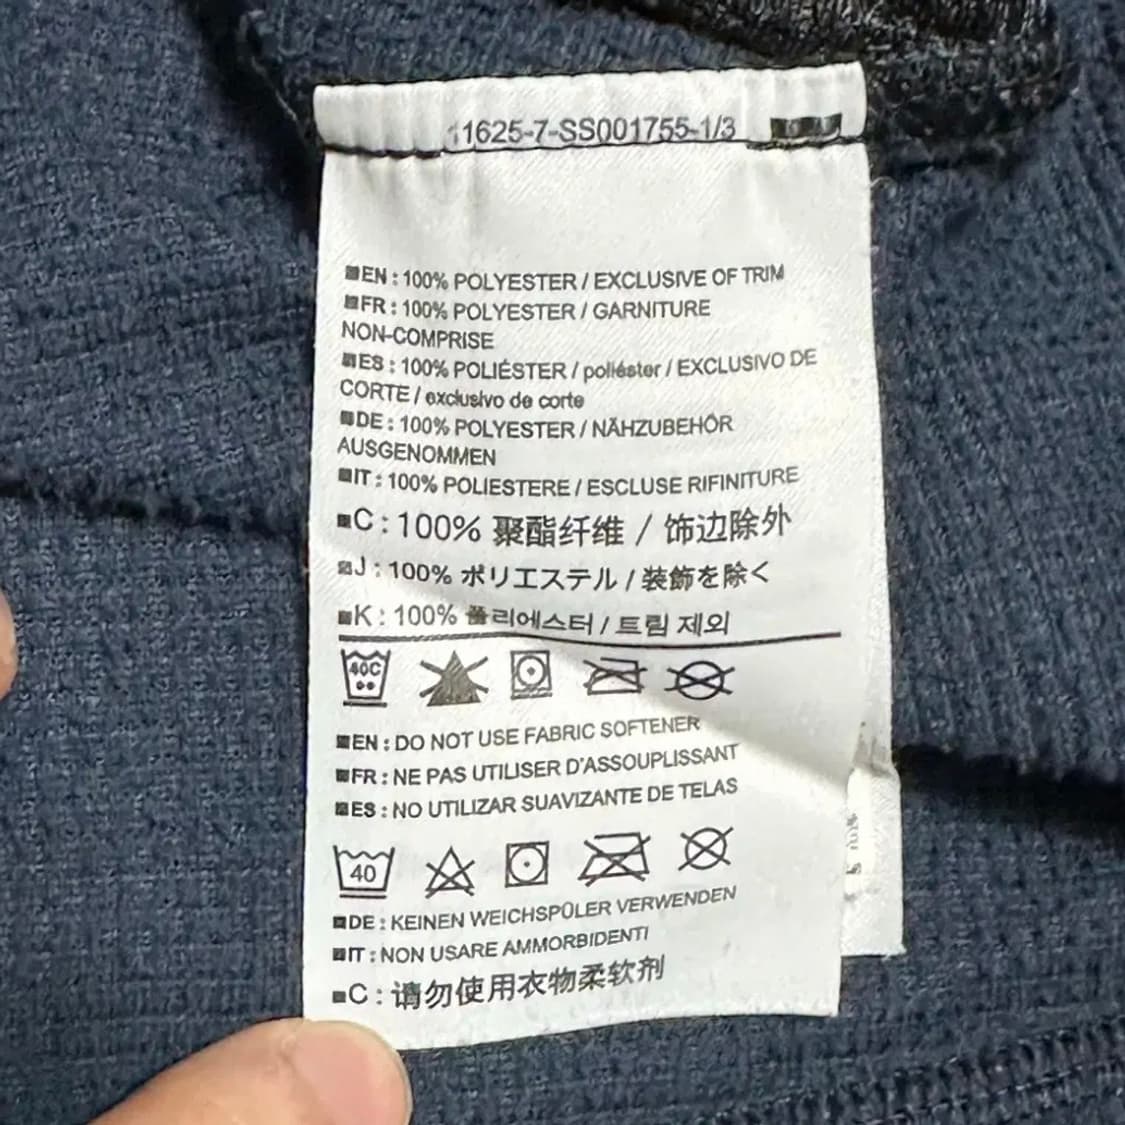 11625-7-SS001755-1/3
EN : 100% POLYESTER / EXCLUSIVE OF TRIM
FR : 100% POLYESTER / GARNITURE
NON-COMPRISE
ES : 100% POLIÉSTER / poliéster / EXCLUSIVO DE
CORTE / exclusivo de corte
DE : 100% POLYESTER / NÄHZUBEHÖR
AUSGENOMMEN
IT : 100% POLIESTERE / ESCLUSE RIFINITURE
C : 100% 聚酯纤维 / 饰边除外
J : 100% ポリエステル / 装飾を除く
K : 100% 폴리에스터 / 트림 제외
40C
EN : DO NOT USE FABRIC SOFTENER
FR : NE PAS UTILISER D'ASSOUPLISSANT
ES : NO UTILIZAR SUAVIZANTE DE TELAS
40
DE : KEINEN WEICHSPÜLER VERWENDEN
IT : NON USARE AMMORBIDENTI
C : 请勿使用衣物柔软剂